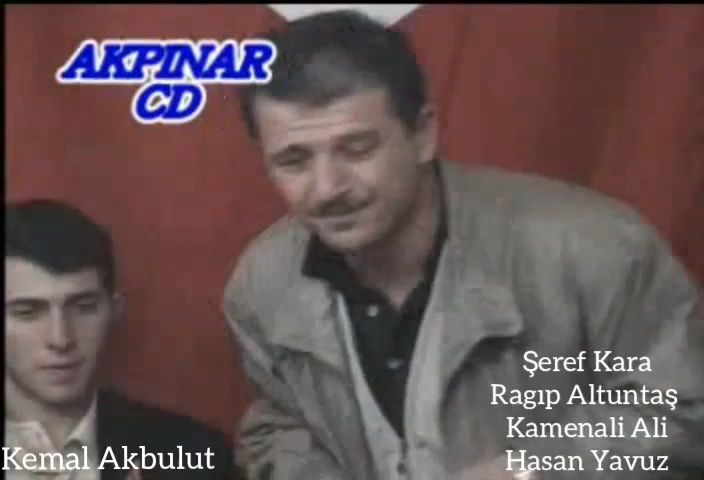 AKPINAR
CD
Şeref Kara
Ragıp Altuntaş
Kamenali Ali
Hasan Yavuz
Kemal Akbulut